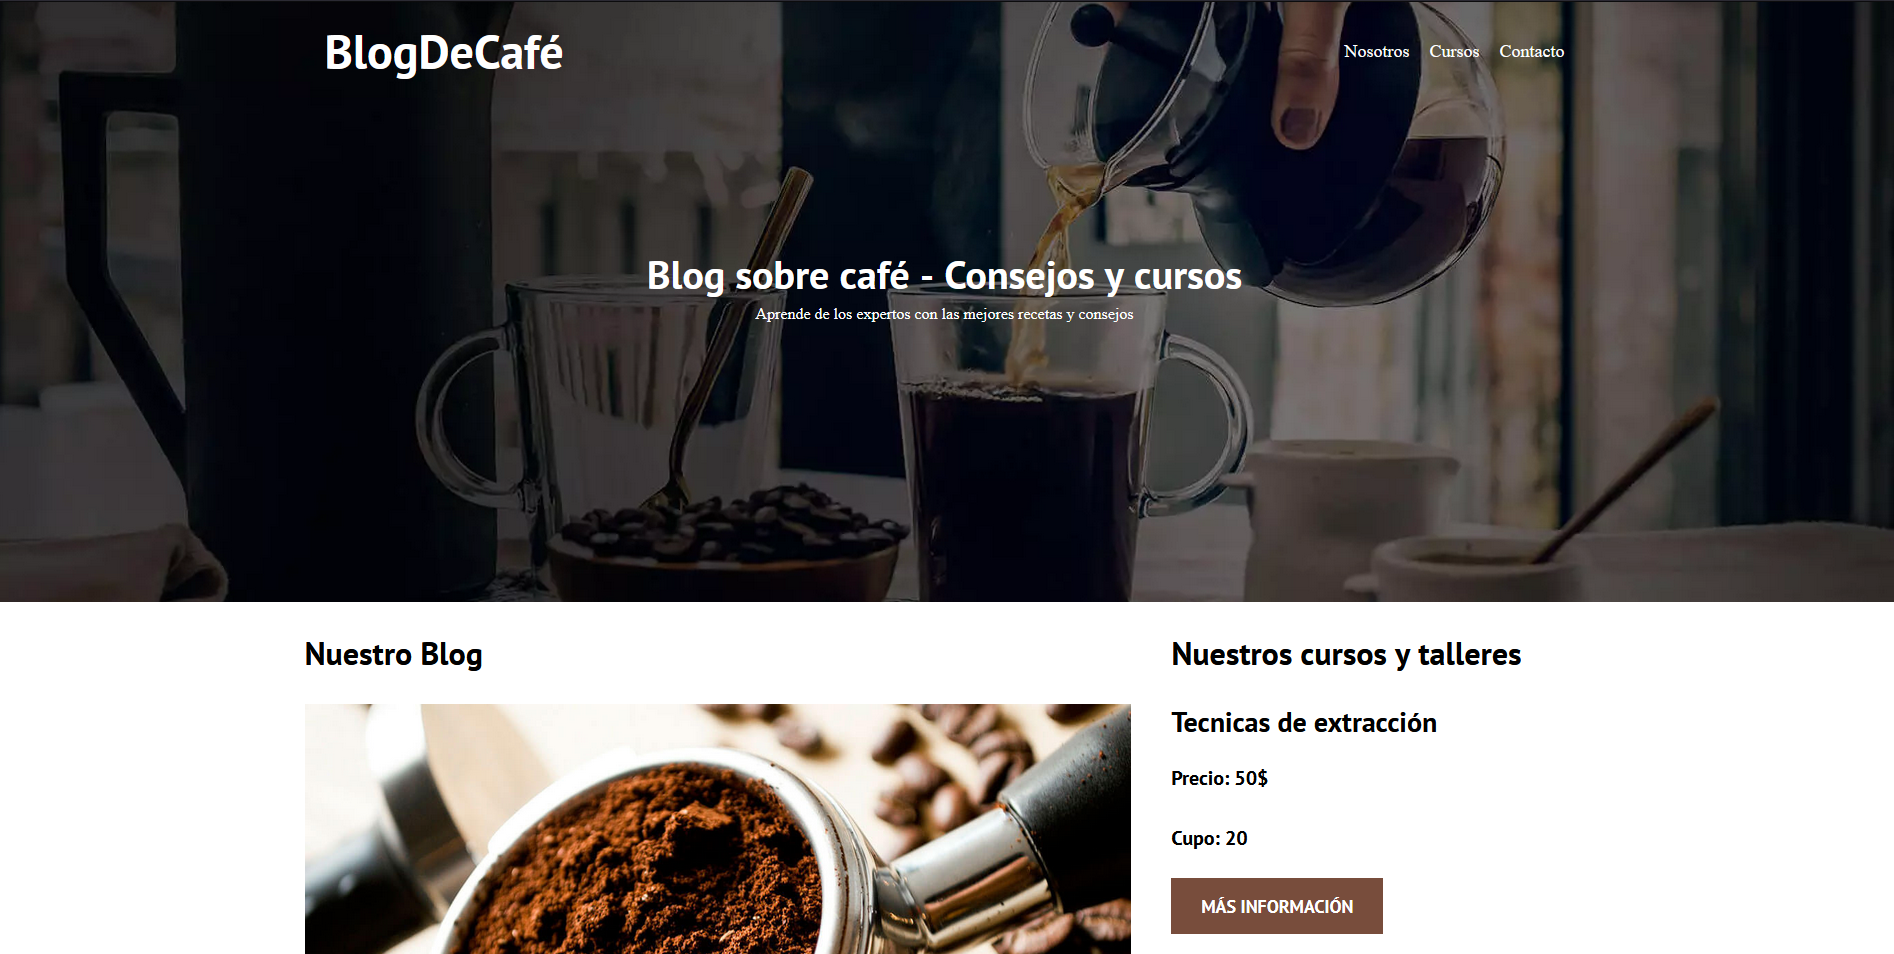 BlogDeCafé
Nosotros Cursos Contacto
Blog sobre café - Consejos y cursos
Aprende de los expertos con las mejores recetas y consejos
Nuestro Blog
Nuestros cursos y talleres
Tecnicas de extracción
Precio: 50$
Cupo: 20
MÁS INFORMACIÓN